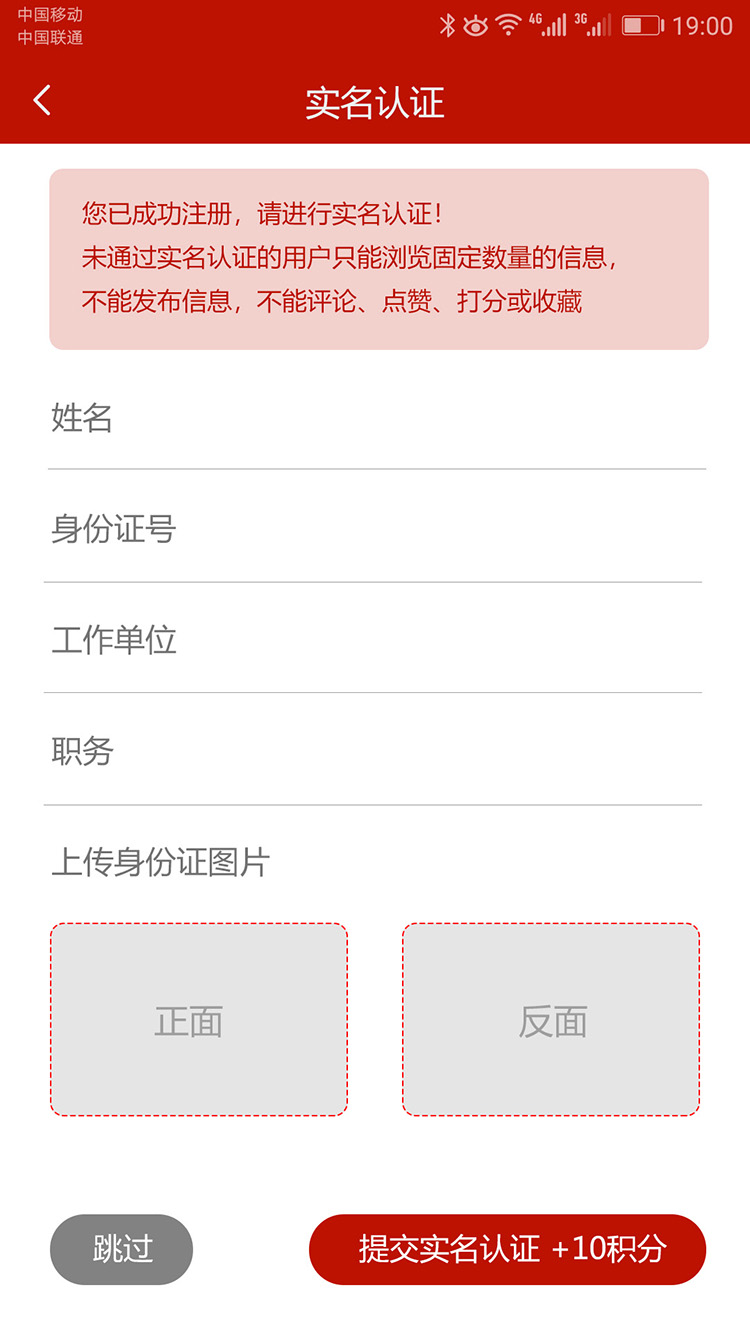 中国移动
中国联通
4G
3G
19:00
实名认证
您已成功注册，请进行实名认证！
未通过实名认证的用户只能浏览固定数量的信息，
不能发布信息，不能评论、点赞、打分或收藏
姓名
身份证号
工作单位
职务
上传身份证图片
正面
反面
跳过
提交实名认证 +10积分